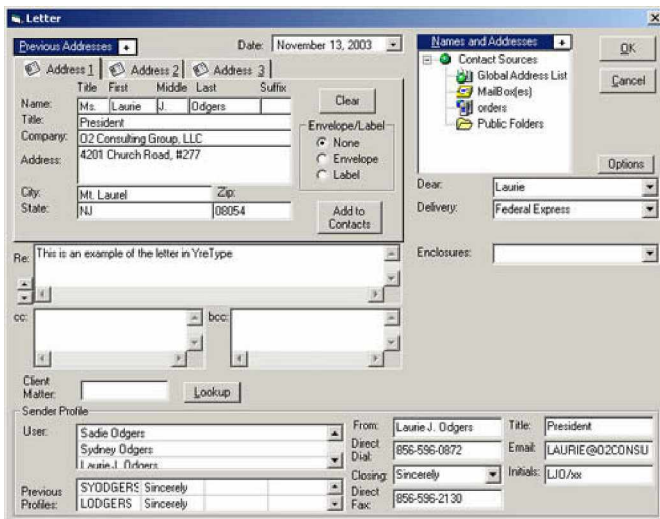 Letter
Previous Addresses +
Date: November 13, 2003
Address 1 Address 2 Address 3
Title First Middle Last Suffix
Name: Ms. Laurie J. Odgers
Title: President
Company: O2 Consulting Group, LLC
Address: 4201 Church Road, #277
City: Mt. Laurel Zip:
State: NJ 08054
Clear
Envelope/Label
None
Envelope
Label
Add to
Contacts
Names and Addresses +
Contact Sources
Global Address List
MailBox(es)
orders
Public Folders
OK
Cancel
Options
Dear: Laurie
Delivery: Federal Express
Enclosures:
Re: This is an example of the letter in YreType
cc: bcc:
Client
Matter: Lookup
Sender Profile
User: Sadie Odgers
Sydney Odgers
Laurie J. Odgers
Previous
Profiles: SYODGERS Sincerely
LODGERS Sincerely
From: Laurie J. Odgers
Direct
Dial: 856-596-0872
Closing: Sincerely
Direct
Fax: 856-596-2130
Title: President
Email: LAURIE@O2CONSU
Initials: LJO/xx